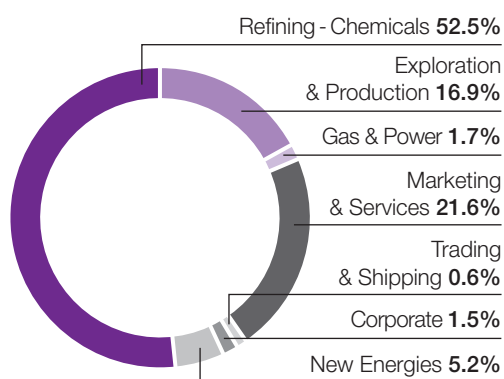 Refining - Chemicals 52.5%
Exploration
& Production 16.9%
Gas & Power 1.7%
Marketing
& Services 21.6%
Trading
& Shipping 0.6%
Corporate 1.5%
New Energies 5.2%